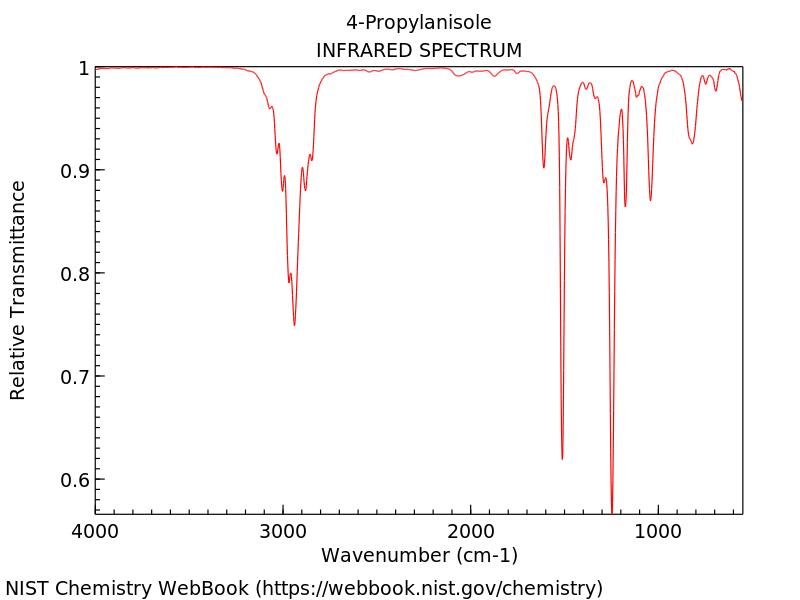 4-Propylanisole
INFRARED SPECTRUM
1
0.9
0.8
0.7
0.6
Relative Transmittance
4000 3000 2000 1000
Wavenumber (cm-1)
NIST Chemistry WebBook (https://webbook.nist.gov/chemistry)